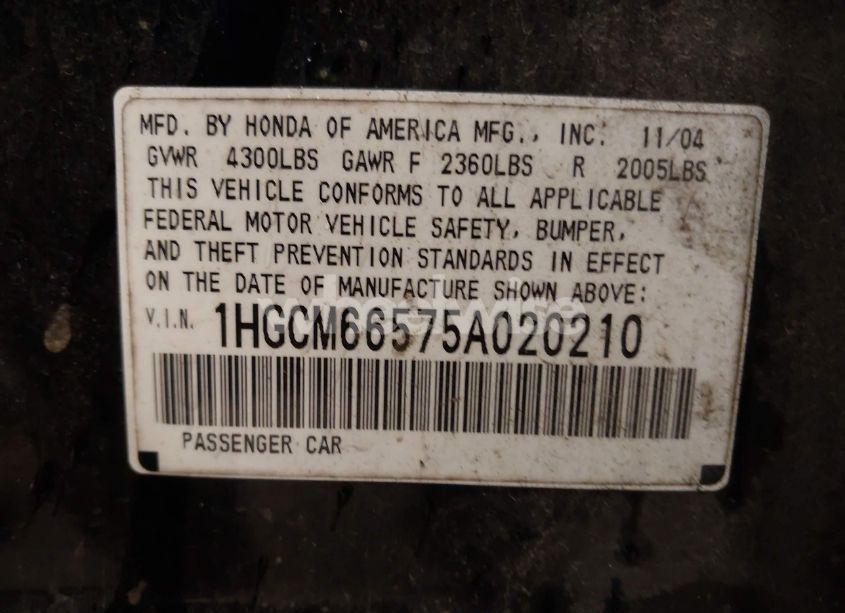 MFD. BY HONDA OF AMERICA MFG., INC. 11/04
GVWR 4300LBS GAWR F 2360LBS R 2005LBS
THIS VEHICLE CONFORMS TO ALL APPLICABLE
FEDERAL MOTOR VEHICLE SAFETY, BUMPER,
AND THEFT PREVENTION STANDARDS IN EFFECT
ON THE DATE OF MANUFACTURE SHOWN ABOVE:
V.I.N. 1HGCM66575A020210
PASSENGER CAR